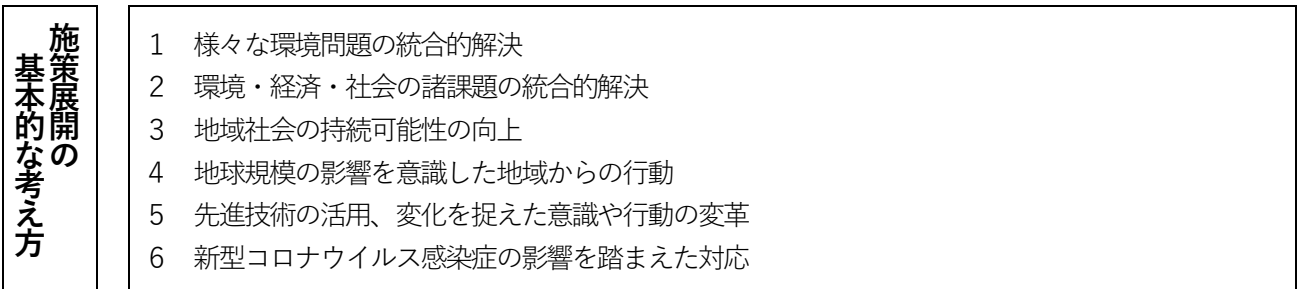 施策展開の
基本的な考え方
1 様々な環境問題の統合的解決
2 環境・経済・社会の諸課題の統合的解決
3 地域社会の持続可能性の向上
4 地球規模の影響を意識した地域からの行動
5 先進技術の活用、変化を捉えた意識や行動の変革
6 新型コロナウイルス感染症の影響を踏まえた対応